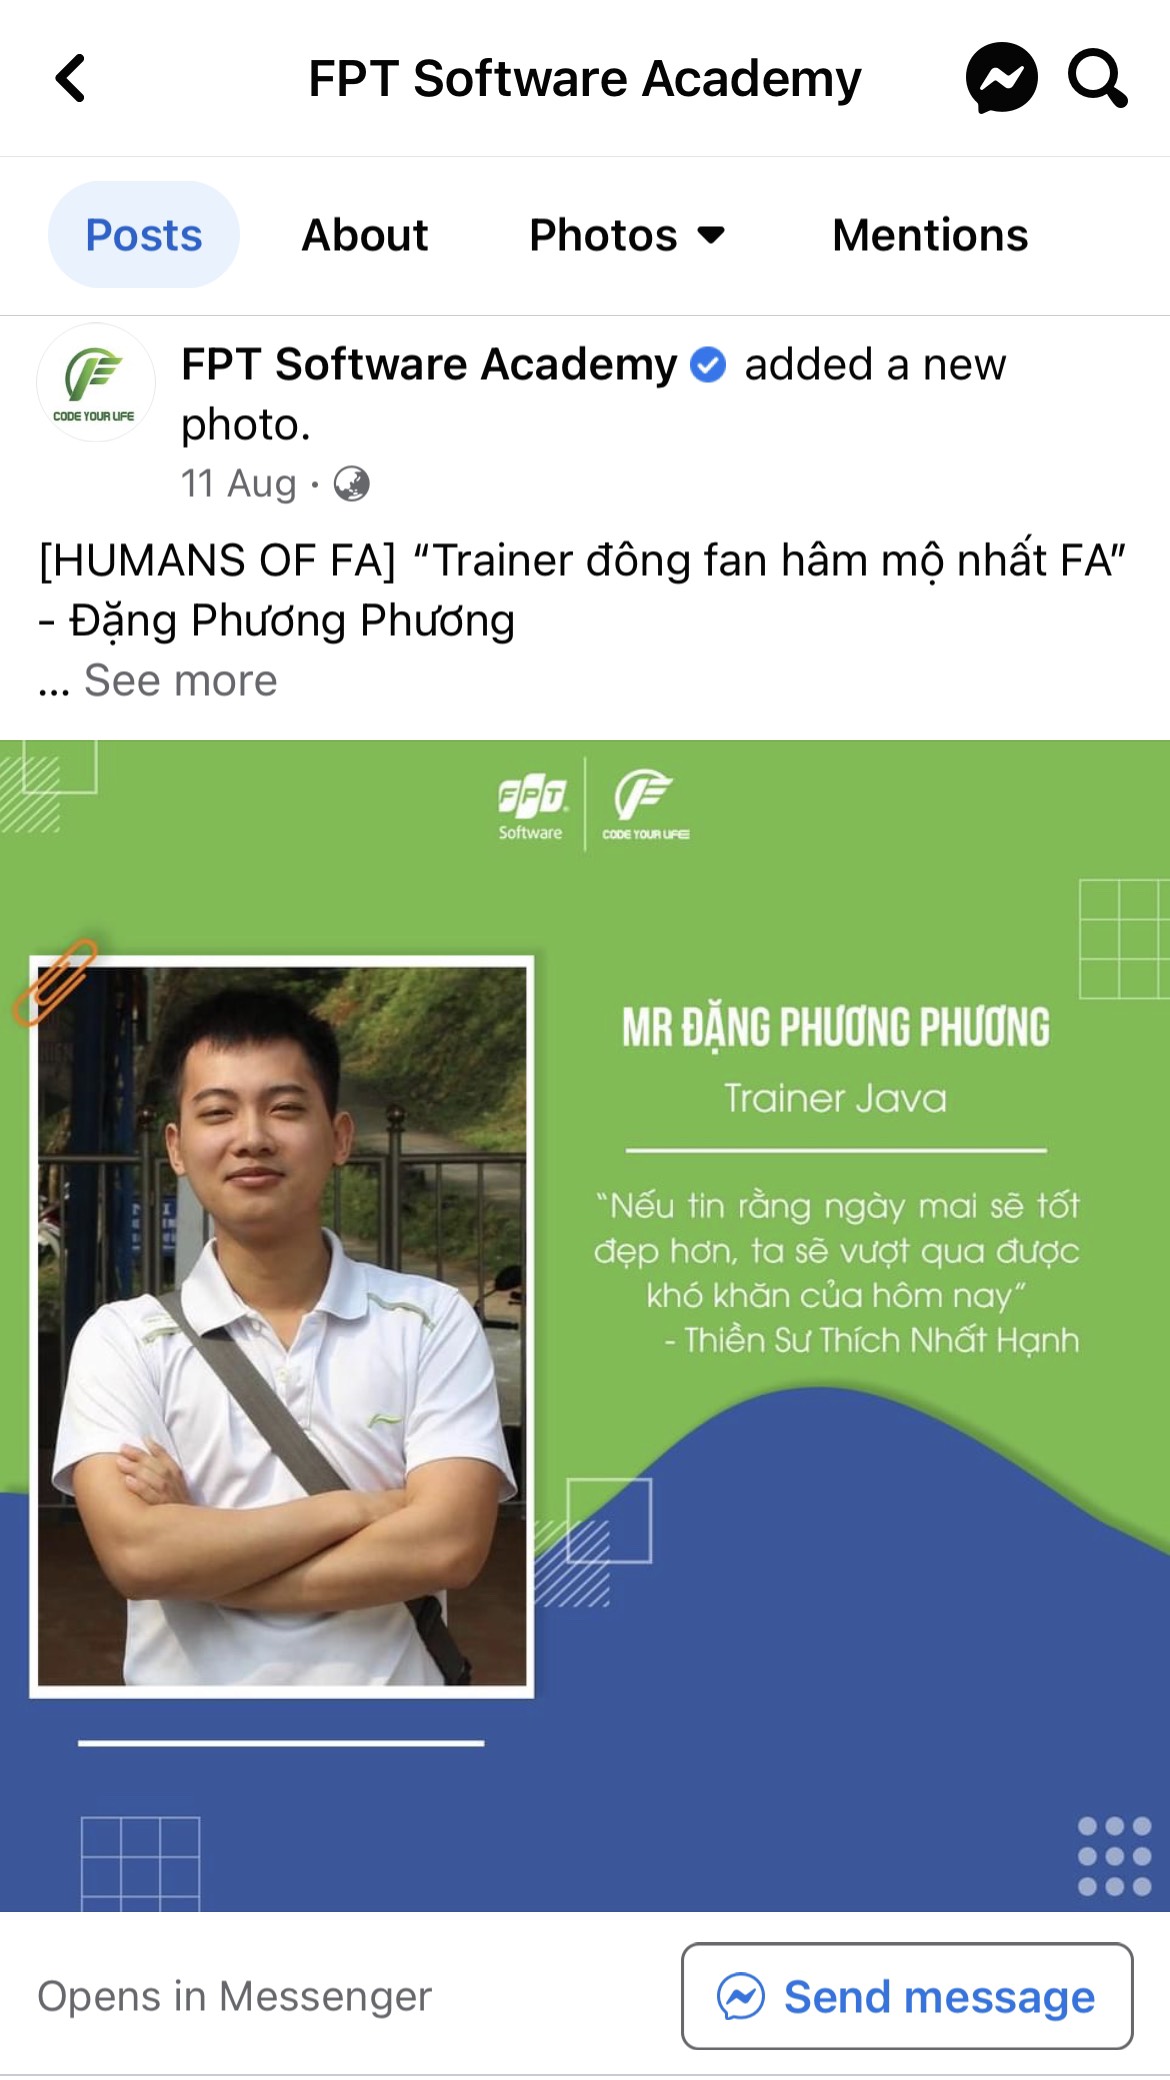 FPT Software Academy
Posts
About
Photos
Mentions
CODE YOUR LIFE
FPT Software Academy added a new
photo.
11 Aug ·
[HUMANS OF FA] “Trainer đông fan hâm mộ nhất FA”
- Đặng Phương Phương
... See more
FPT
Software
CODE YOUR LIFE
MR ĐẶNG PHƯƠNG PHƯƠNG
Trainer Java
“Nếu tin rằng ngày mai sẽ tốt
đẹp hơn, ta sẽ vượt qua được
khó khăn của hôm nay”
- Thiền Sư Thích Nhất Hạnh
Opens in Messenger
Send message